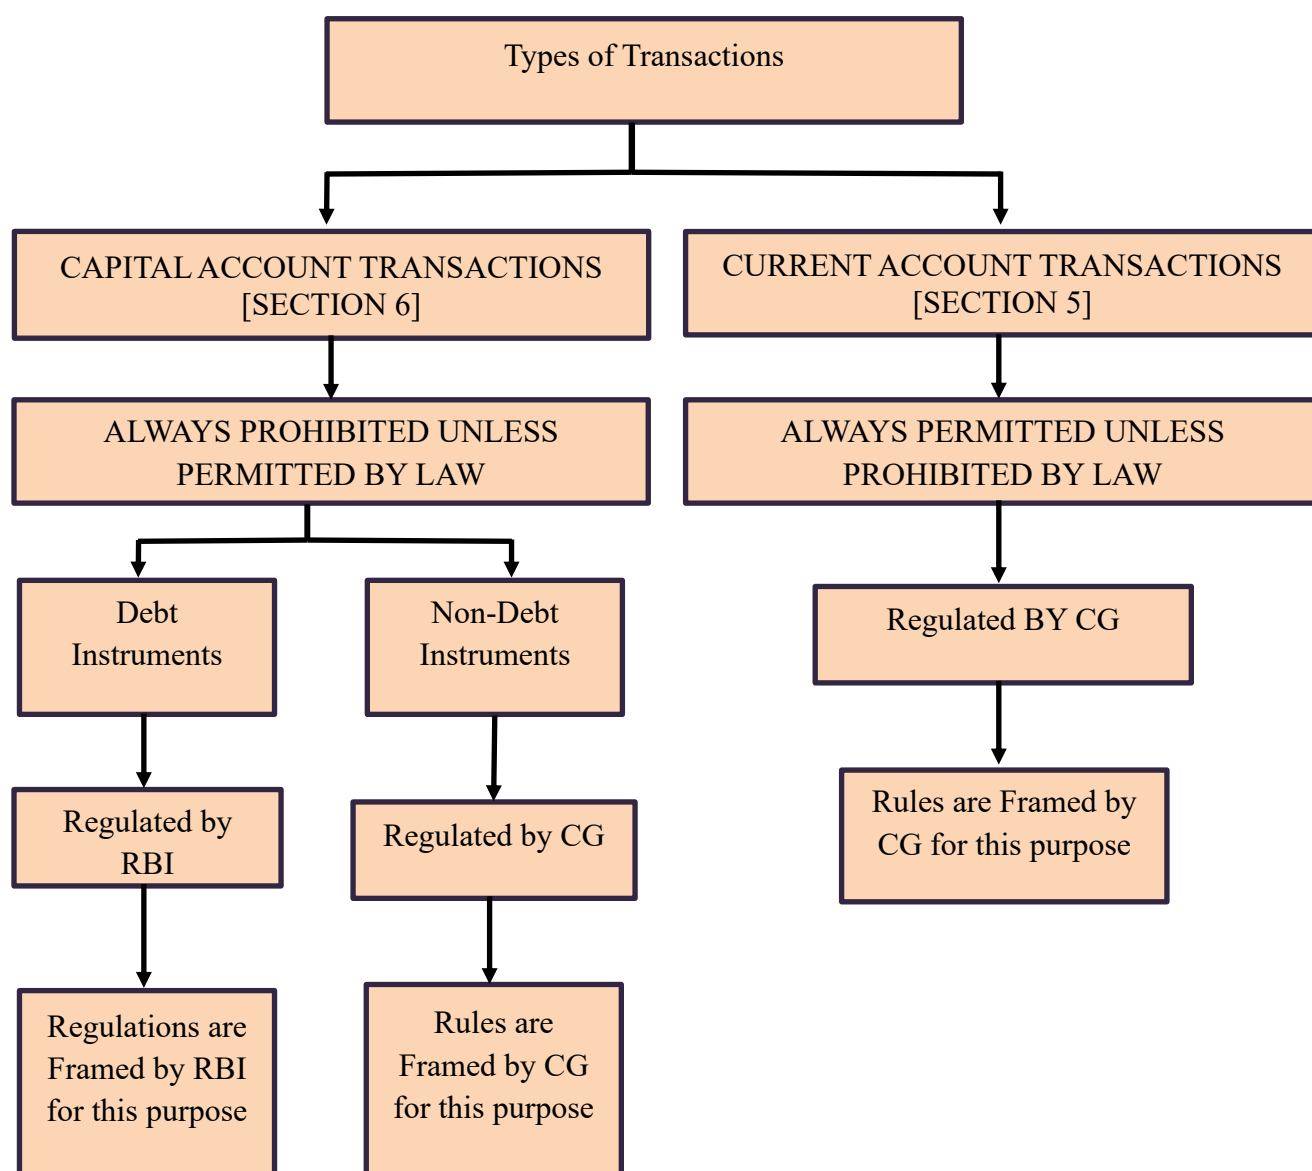 Types of Transactions
CAPITAL ACCOUNT TRANSACTIONS
[SECTION 6]
CURRENT ACCOUNT TRANSACTIONS
[SECTION 5]
ALWAYS PROHIBITED UNLESS
PERMITTED BY LAW
ALWAYS PERMITTED UNLESS
PROHIBITED BY LAW
Debt
Instruments
Non-Debt
Instruments
Regulated BY CG
Regulated by
RBI
Regulated by CG
Rules are Framed by
CG for this purpose
Regulations are
Framed by RBI
for this purpose
Rules are
Framed by CG
for this purpose